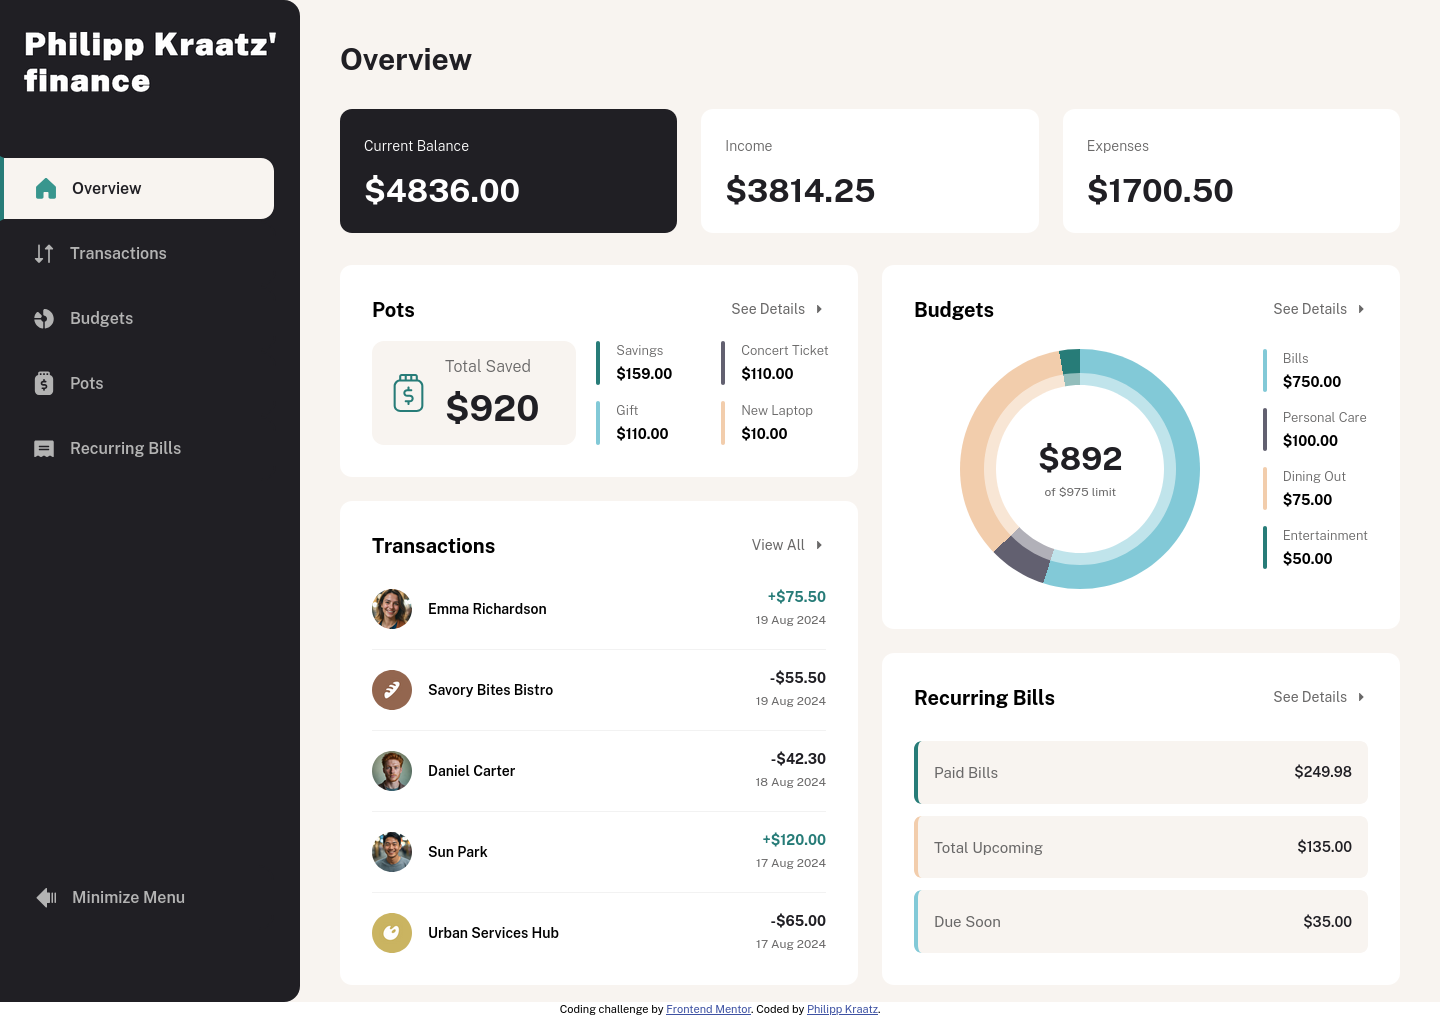 Philipp Kraatz'
finance
Overview
Transactions
Budgets
Pots
Recurring Bills
Minimize Menu
Overview
Current Balance
$4836.00
Income
$3814.25
Expenses
$1700.50
Pots
See Details
Total Saved
$920
Savings
$159.00
Concert Ticket
$110.00
Gift
$110.00
New Laptop
$10.00
Transactions
View All
Emma Richardson
+$75.50
19 Aug 2024
Savory Bites Bistro
-$55.50
19 Aug 2024
Daniel Carter
-$42.30
18 Aug 2024
Sun Park
+$120.00
17 Aug 2024
Urban Services Hub
-$65.00
17 Aug 2024
Budgets
See Details
$892
of $975 limit
Bills
$750.00
Personal Care
$100.00
Dining Out
$75.00
Entertainment
$50.00
Recurring Bills
See Details
Paid Bills
$249.98
Total Upcoming
$135.00
Due Soon
$35.00
Coding challenge by Frontend Mentor. Coded by Philipp Kraatz.